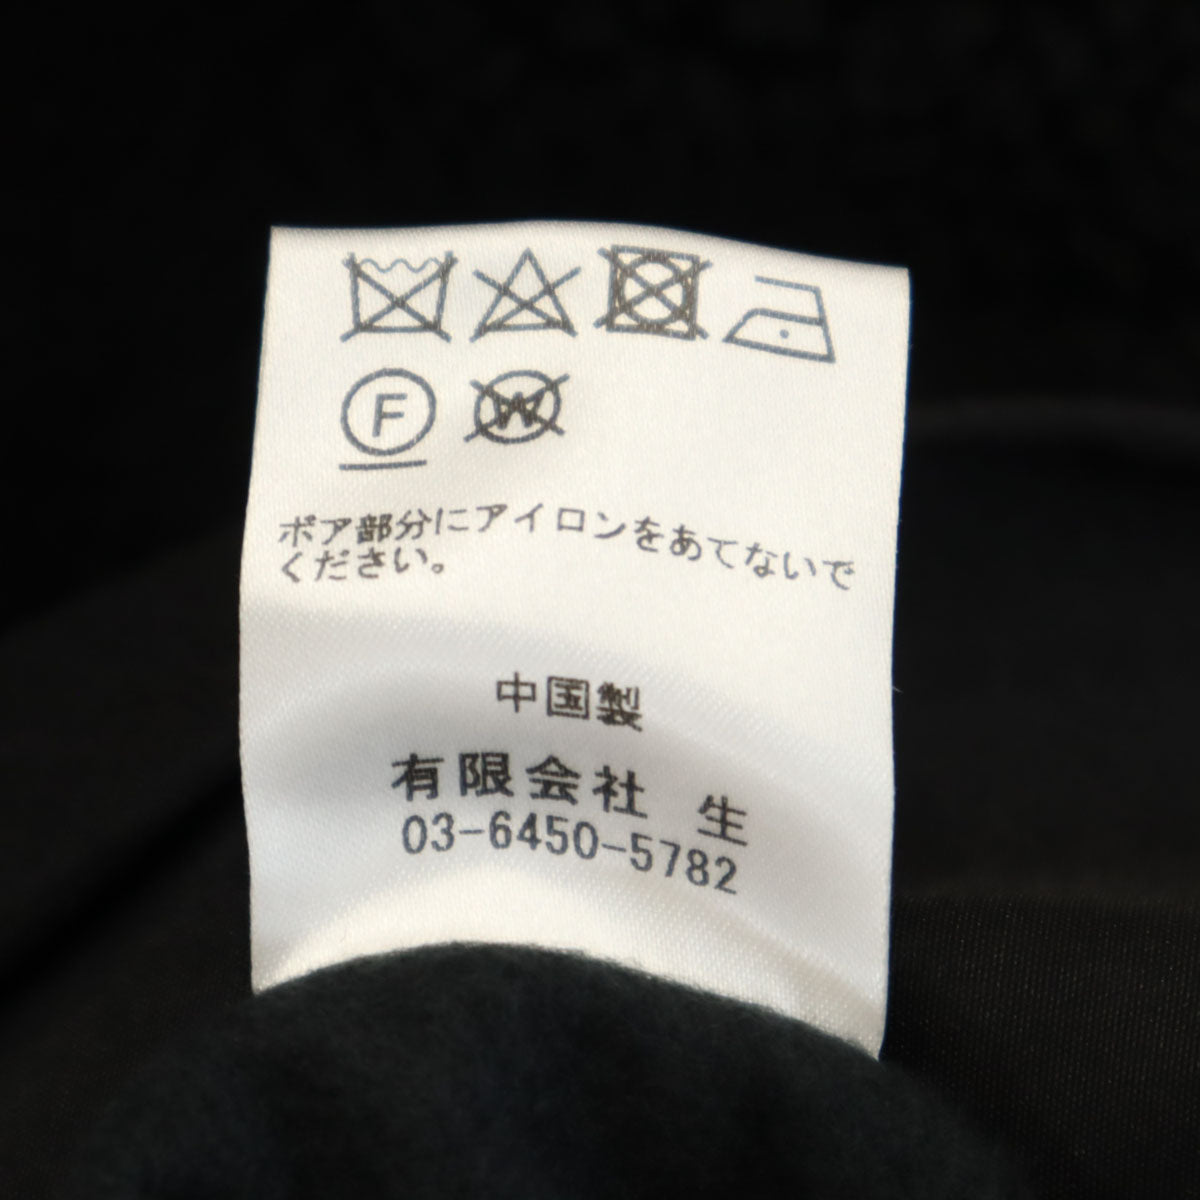 F W
ボア部分にアイロンをあてないで
ください。
中国製
有限会社 生
03-6450-5782